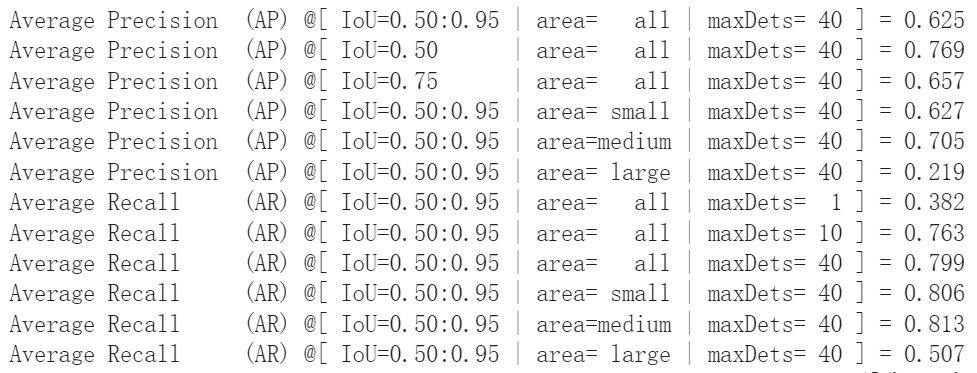 Average Precision (AP) @[ IoU=0.50:0.95 | area= all | maxDets= 40 ] = 0.625
Average Precision (AP) @[ IoU=0.50 | area= all | maxDets= 40 ] = 0.769
Average Precision (AP) @[ IoU=0.75 | area= all | maxDets= 40 ] = 0.657
Average Precision (AP) @[ IoU=0.50:0.95 | area= small | maxDets= 40 ] = 0.627
Average Precision (AP) @[ IoU=0.50:0.95 | area=medium | maxDets= 40 ] = 0.705
Average Precision (AP) @[ IoU=0.50:0.95 | area= large | maxDets= 40 ] = 0.219
Average Recall (AR) @[ IoU=0.50:0.95 | area= all | maxDets= 1 ] = 0.382
Average Recall (AR) @[ IoU=0.50:0.95 | area= all | maxDets= 10 ] = 0.763
Average Recall (AR) @[ IoU=0.50:0.95 | area= all | maxDets= 40 ] = 0.799
Average Recall (AR) @[ IoU=0.50:0.95 | area= small | maxDets= 40 ] = 0.806
Average Recall (AR) @[ IoU=0.50:0.95 | area=medium | maxDets= 40 ] = 0.813
Average Recall (AR) @[ IoU=0.50:0.95 | area= large | maxDets= 40 ] = 0.507